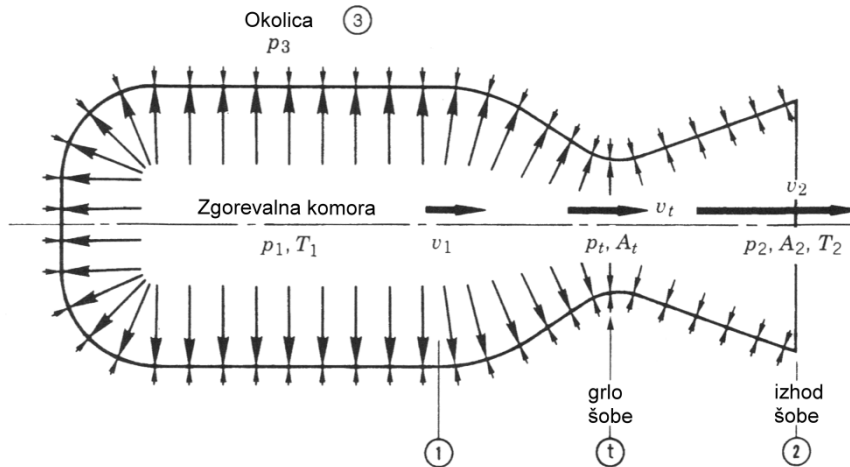 Okolica 3
p3
Zgorevalna komora
v1
vt
v2
p1, T1
pt, At
p2, A2, T2
grlo
šobe
izhod
šobe
1
t
2